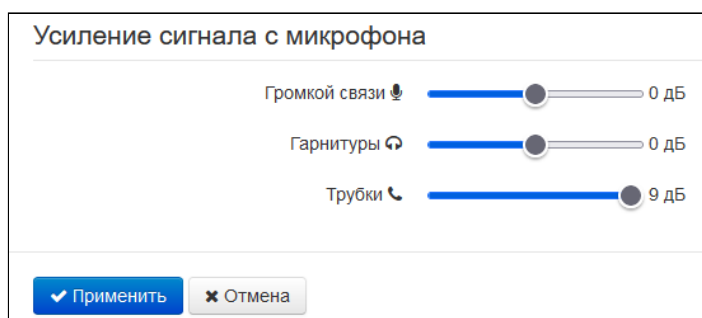 Усиление сигнала с микрофона
Громкой связи 0 дБ
Гарнитуры 0 дБ
Трубки 9 дБ
Применить Отмена